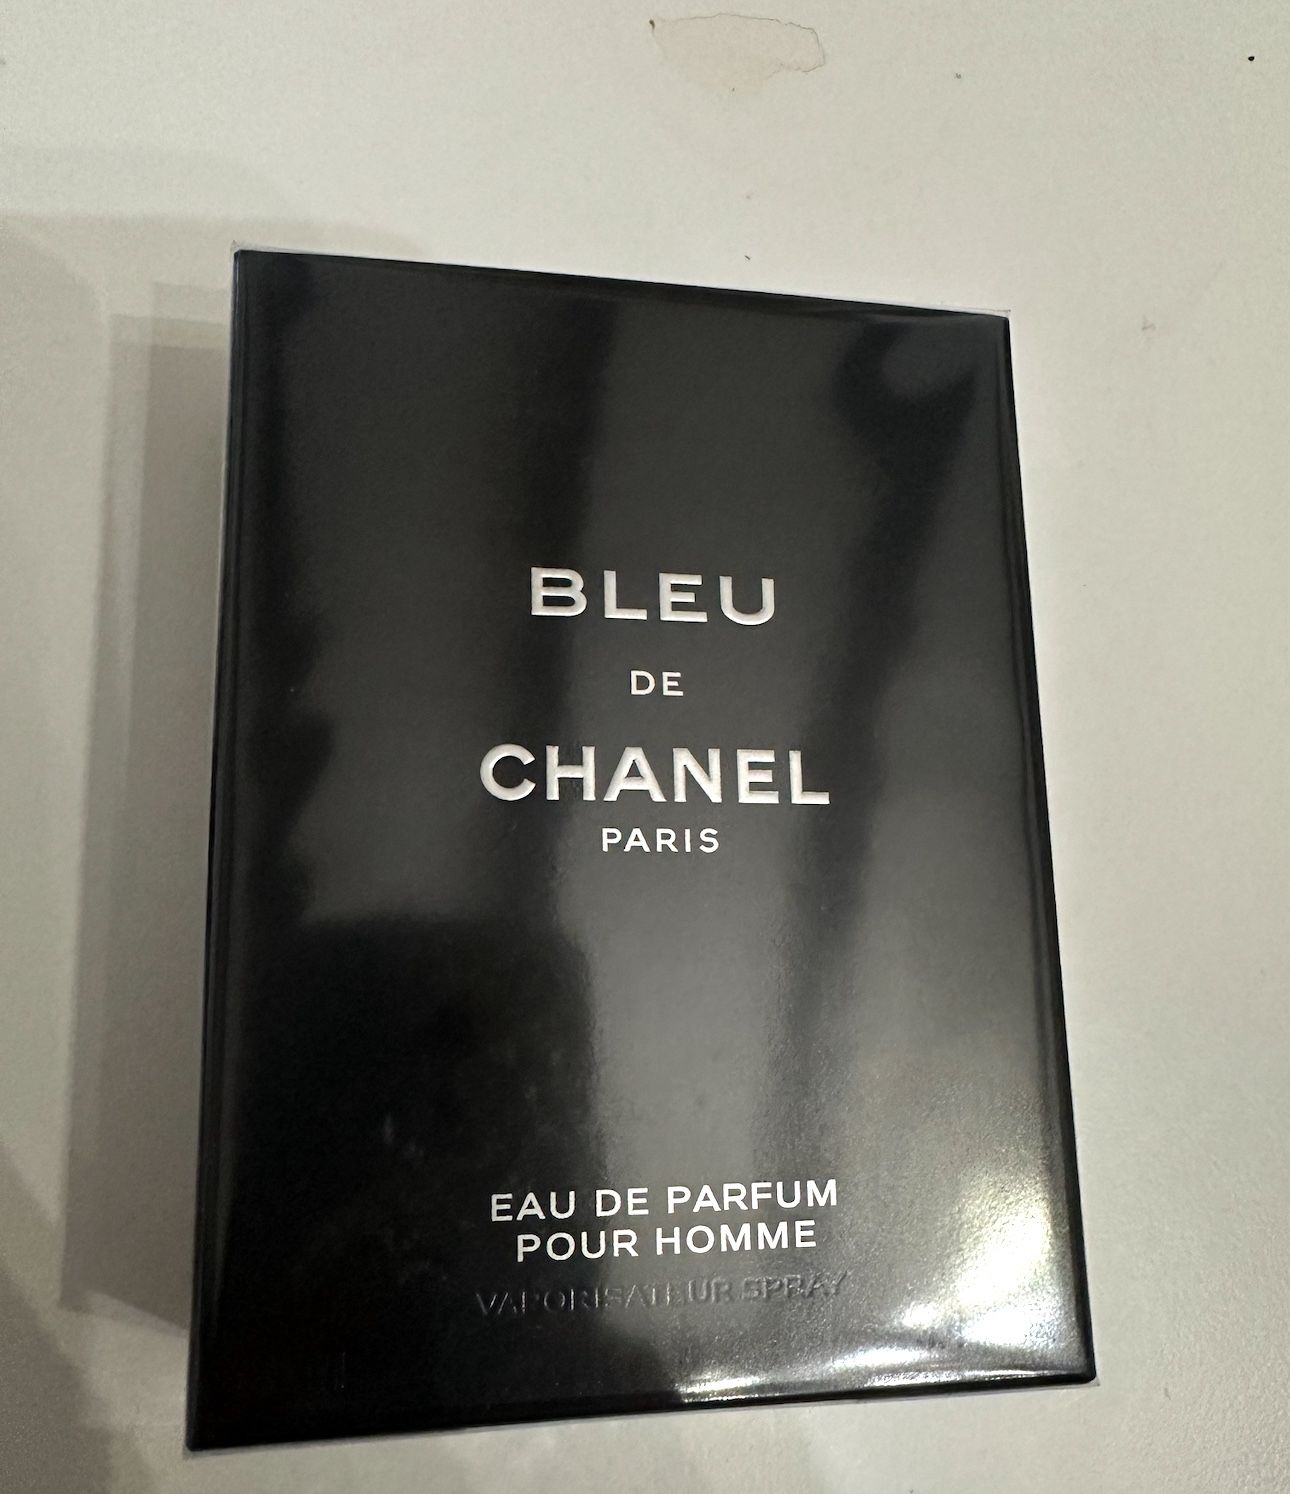 BLEU
DE
CHANEL
PARIS
EAU DE PARFUM
POUR HOMME
VAPORISATEUR SPRAY